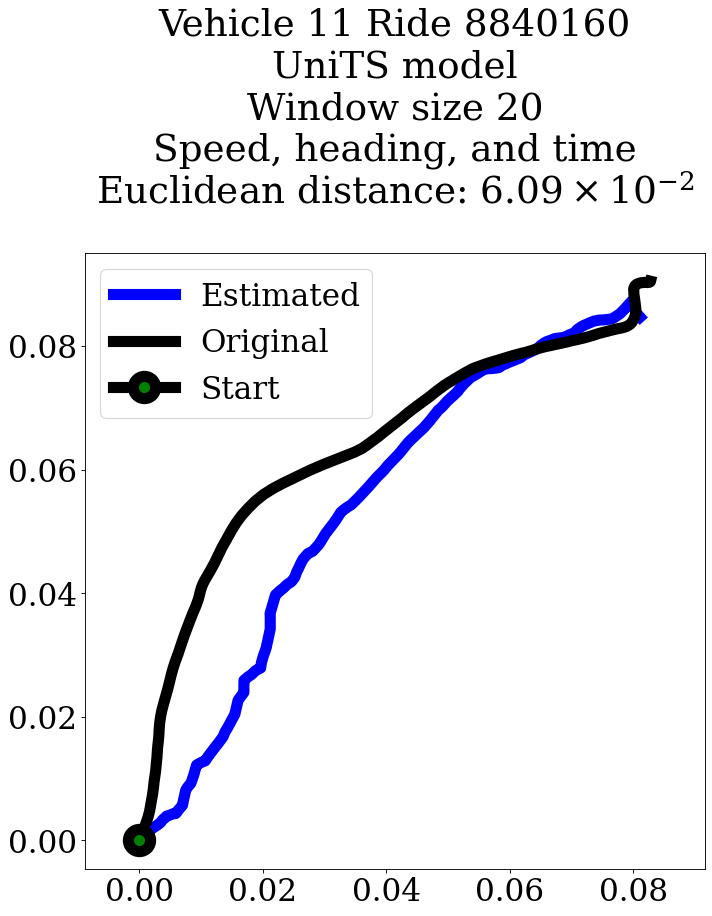 Vehicle 11 Ride 8840160
UniTS model
Window size 20
Speed, heading, and time
Euclidean distance: 6.09 × 10⁻²
Estimated
Original
Start
0.08
0.06
0.04
0.02
0.00
0.00 0.02 0.04 0.06 0.08